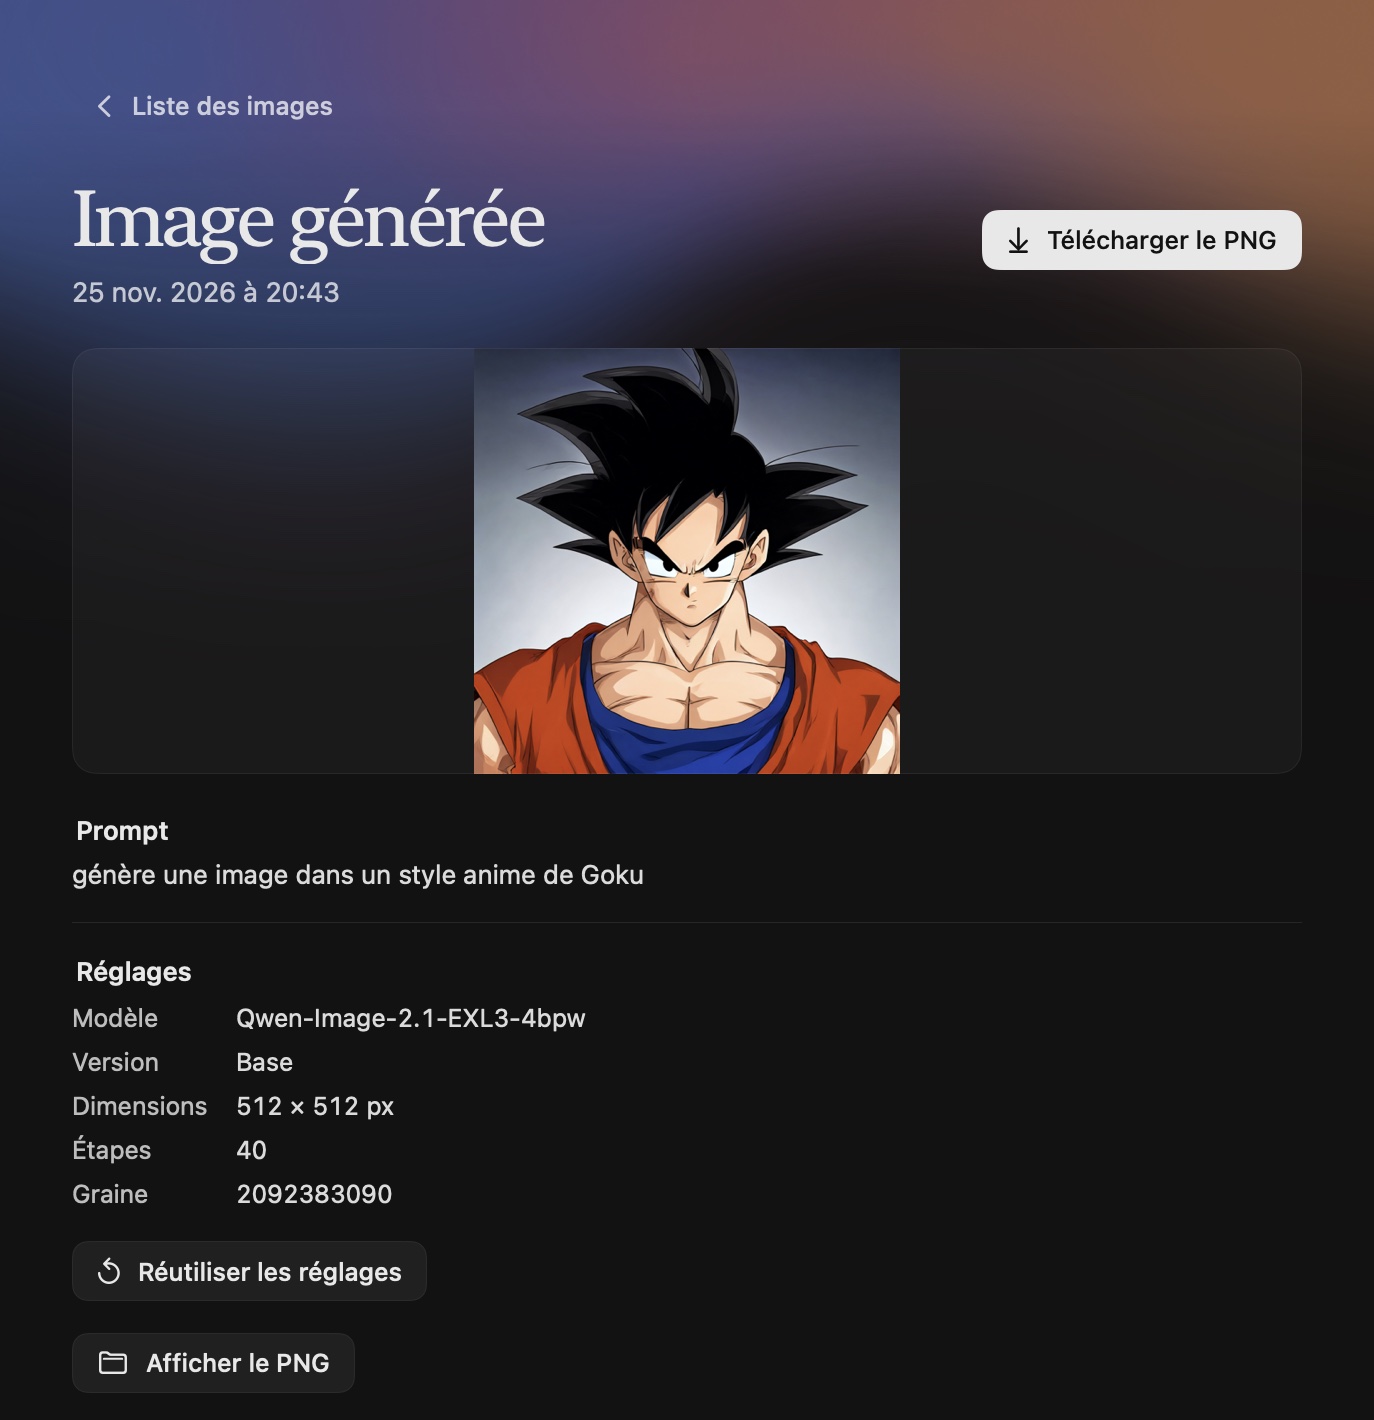 Liste des images
Image générée
Télécharger le PNG
25 nov. 2026 à 20:43
Prompt
génère une image dans un style anime de Goku
Réglages
Modèle Qwen-Image-2.1-EXL3-4bpw
Version Base
Dimensions 512 × 512 px
Étapes 40
Graine 2092383090
Réutiliser les réglages
Afficher le PNG